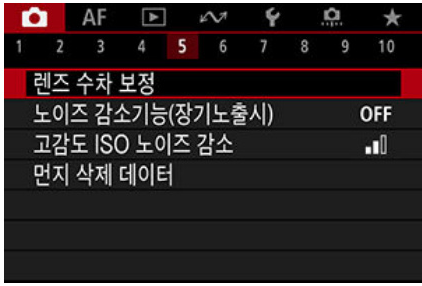 AF
1 2 3 4 5 6 7 8 9 10
렌즈 수차 보정
노이즈 감소기능(장기노출시) OFF
고감도 ISO 노이즈 감소
먼지 삭제 데이터